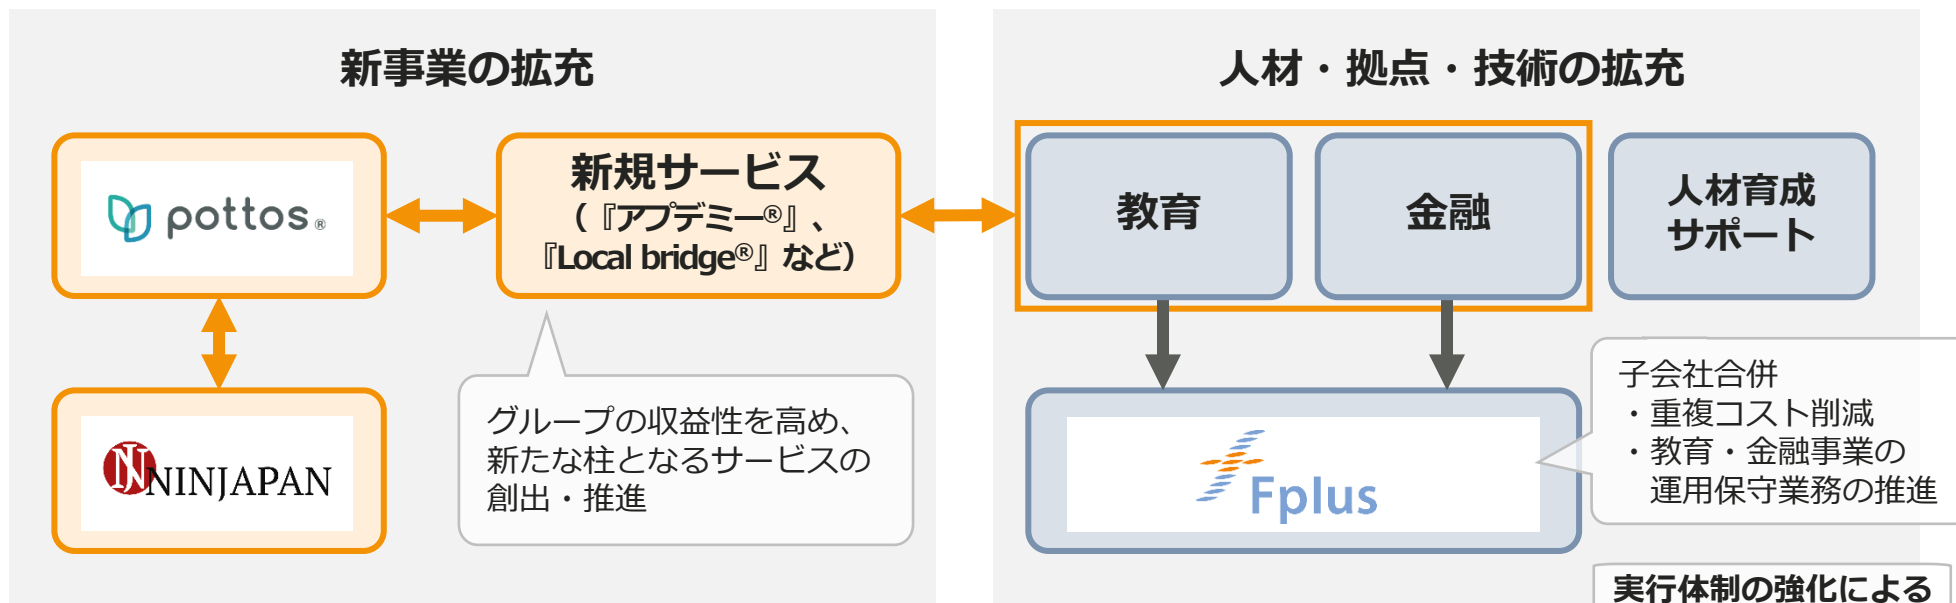 新事業の拡充
pottos®
新規サービス
（『アプデミー®』、
『Local bridge®』など）
NINJAPAN
グループの収益性を高め、
新たな柱となるサービスの
創出・推進
人材・拠点・技術の拡充
教育
金融
人材育成
サポート
Fplus
子会社合併
・重複コスト削減
・教育・金融事業の
運用保守業務の推進
実行体制の強化による